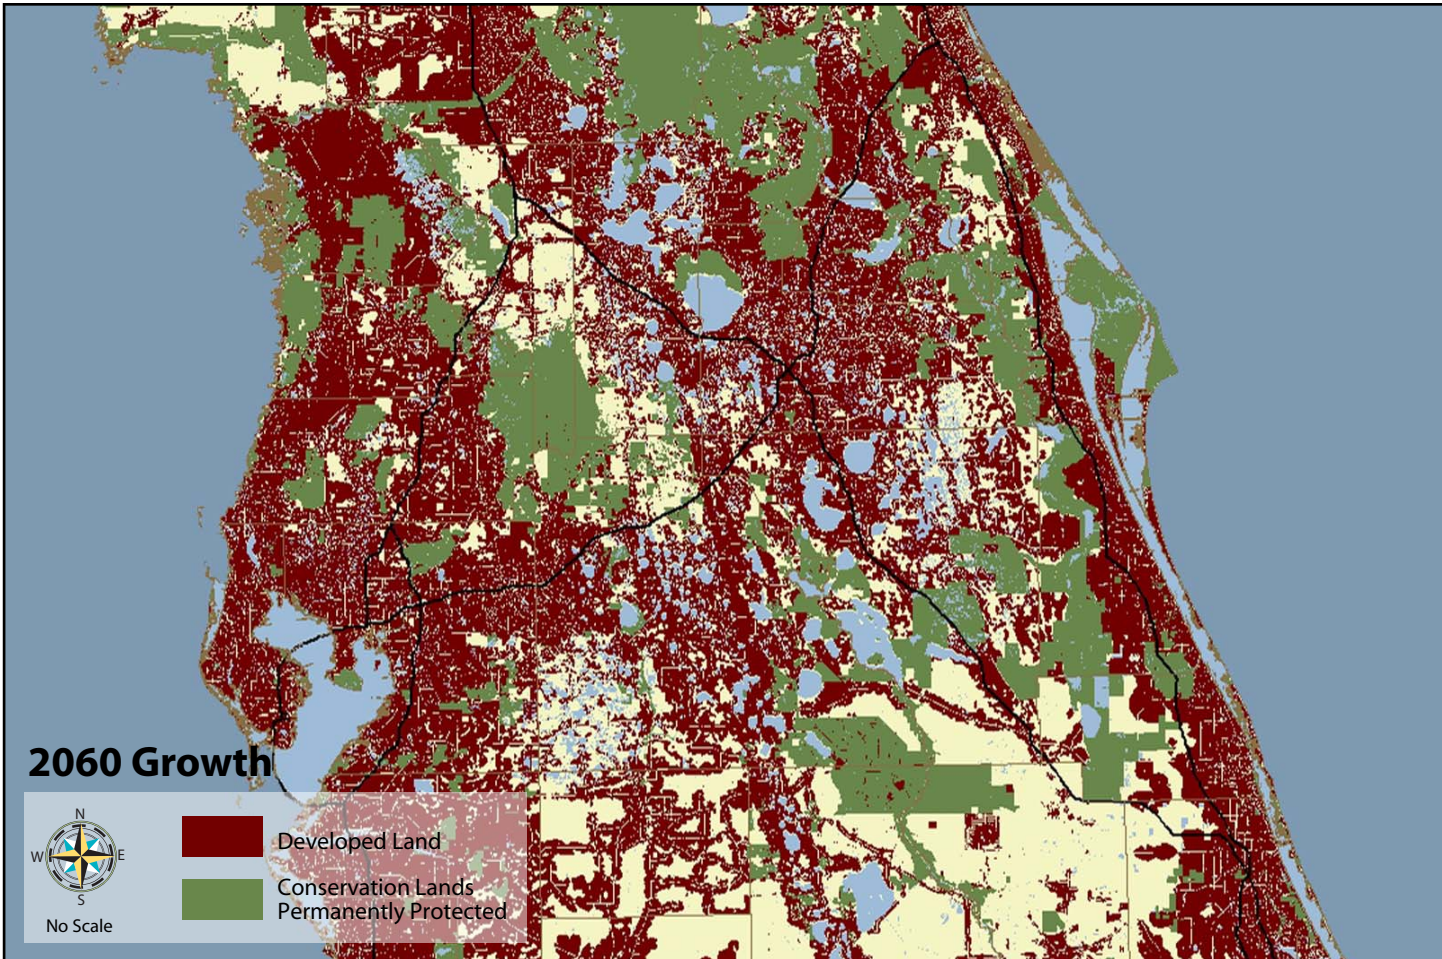 2060 Growth
N
W E
S
No Scale
Developed Land
Conservation Lands
Permanently Protected